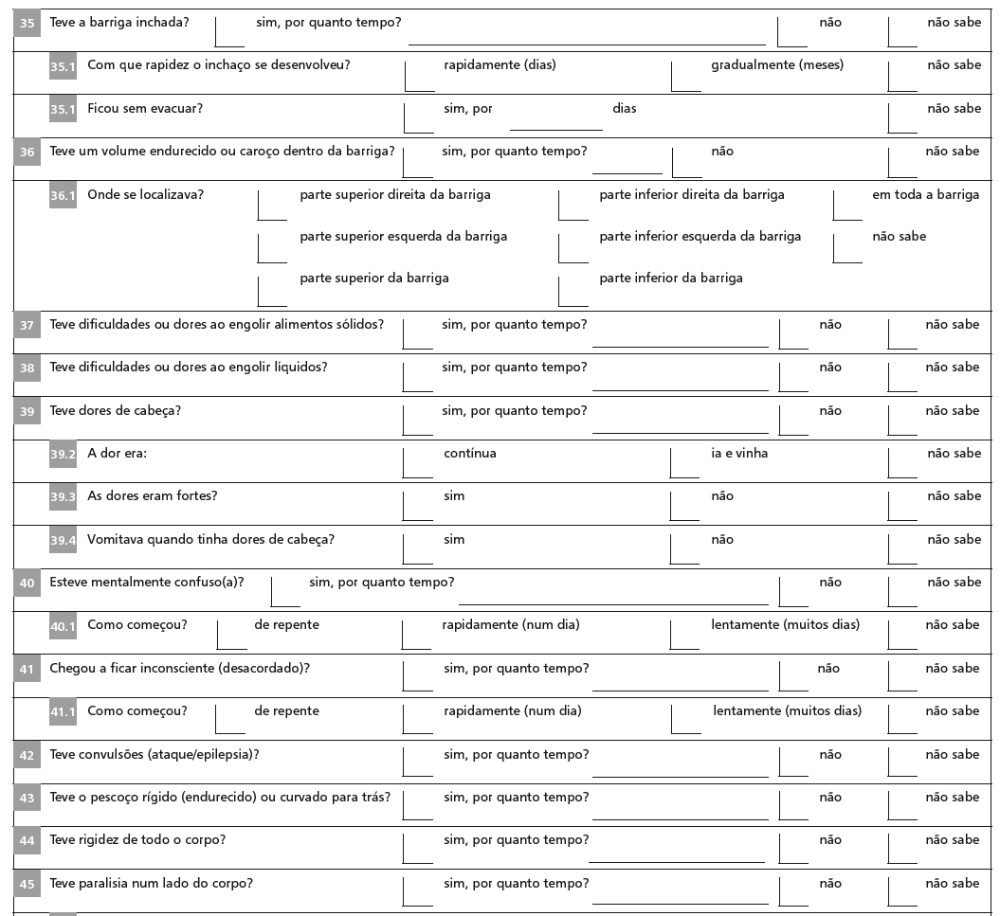 35 Teve a barriga inchada? sim, por quanto tempo? não não sabe
35.1 Com que rapidez o inchaço se desenvolveu? rapidamente (dias) gradualmente (meses) não sabe
35.1 Ficou sem evacuar? sim, por dias não sabe
36 Teve um volume endurecido ou caroço dentro da barriga? sim, por quanto tempo? não não sabe
36.1 Onde se localizava? parte superior direita da barriga parte inferior direita da barriga em toda a barriga
parte superior esquerda da barriga parte inferior esquerda da barriga não sabe
parte superior da barriga parte inferior da barriga
37 Teve dificuldades ou dores ao engolir alimentos sólidos? sim, por quanto tempo? não não sabe
38 Teve dificuldades ou dores ao engolir líquidos? sim, por quanto tempo? não não sabe
39 Teve dores de cabeça? sim, por quanto tempo? não não sabe
39.2 A dor era: contínua ia e vinha não sabe
39.3 As dores eram fortes? sim não não sabe
39.4 Vomitava quando tinha dores de cabeça? sim não não sabe
40 Esteve mentalmente confuso(a)? sim, por quanto tempo? não não sabe
40.1 Como começou? de repente rapidamente (num dia) lentamente (muitos dias) não sabe
41 Chegou a ficar inconsciente (desacordado)? sim, por quanto tempo? não não sabe
41.1 Como começou? de repente rapidamente (num dia) lentamente (muitos dias) não sabe
42 Teve convulsões (ataque/epilepsia)? sim, por quanto tempo? não não sabe
43 Teve o pescoço rígido (endurecido) ou curvado para trás? sim, por quanto tempo? não não sabe
44 Teve rigidez de todo o corpo? sim, por quanto tempo? não não sabe
45 Teve paralisia num lado do corpo? sim, por quanto tempo? não não sabe